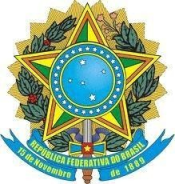 REPÚBLICA FEDERATIVA DO BRASIL
15 de Novembro de 1889